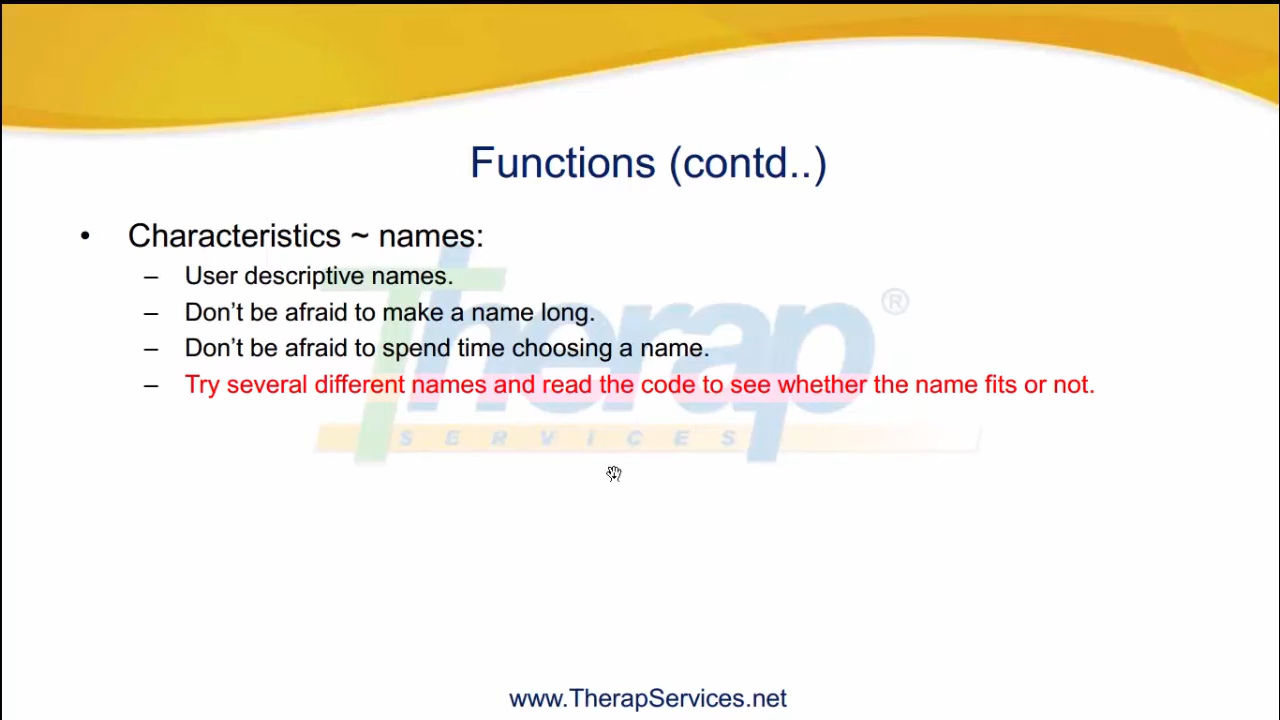 Functions (contd..)
• Characteristics ~ names:
– User descriptive names.
– Don’t be afraid to make a name long.
– Don’t be afraid to spend time choosing a name.
– Try several different names and read the code to see whether the name fits or not.
Therap®
SERVICES
www.TherapServices.net